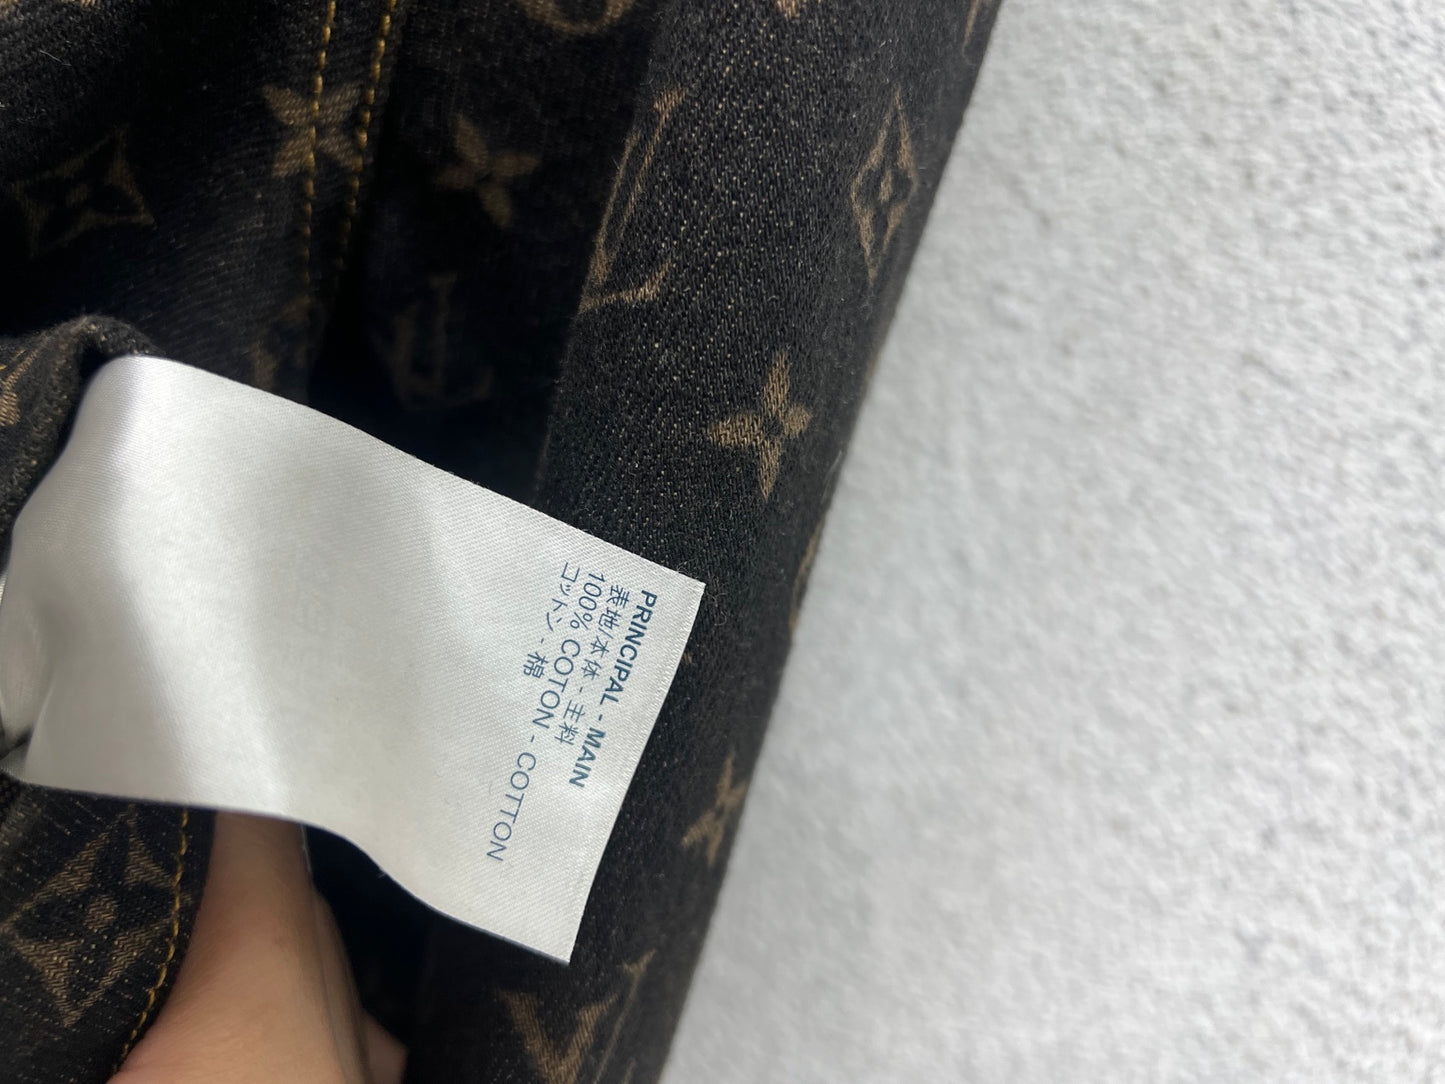 PRINCIPAL - MAIN
表地/本体 - 主料
100% COTON - COTTON
コットン - 棉